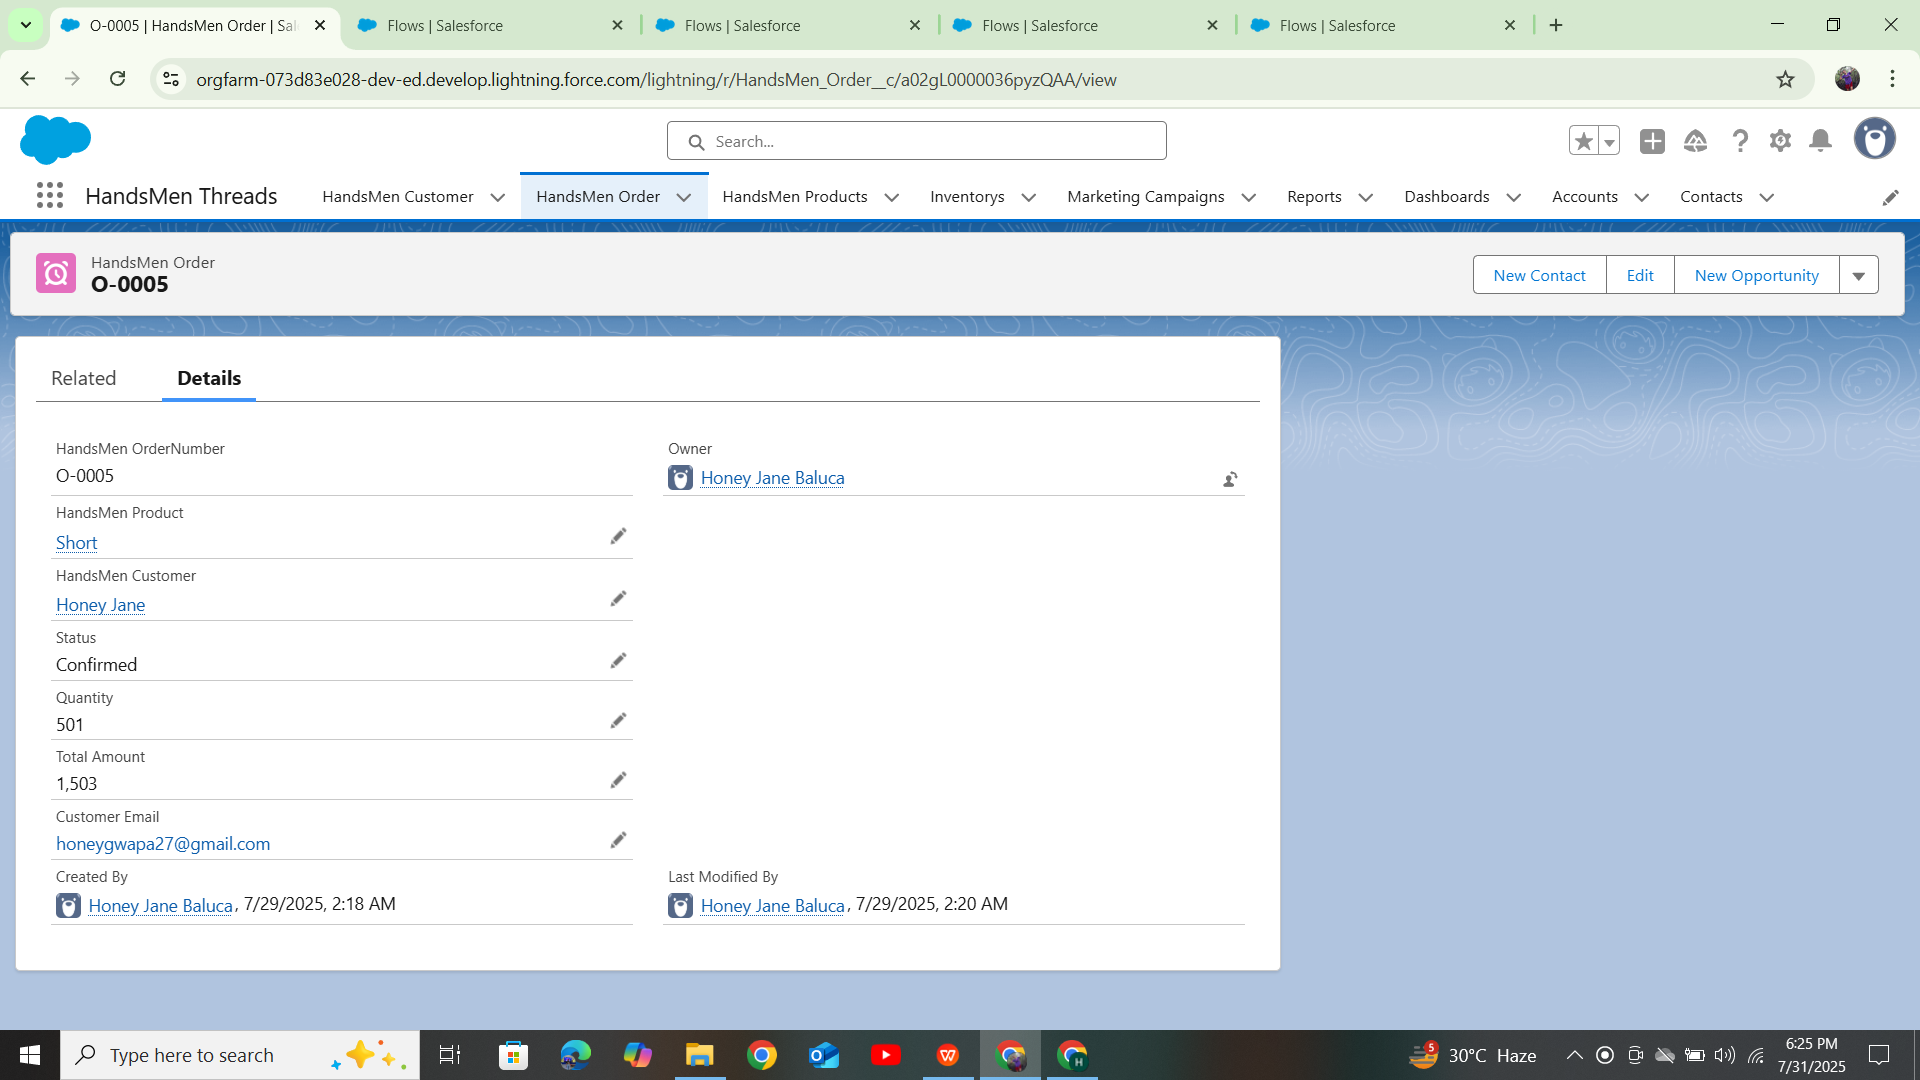 O-0005 | HandsMen Order | Sal
Flows | Salesforce
Flows | Salesforce
Flows | Salesforce
Flows | Salesforce
orgfarm-073d83e028-dev-ed.develop.lightning.force.com/lightning/r/HandsMen_Order__c/a02gL0000036pyzQAA/view
Search...
HandsMen Threads
HandsMen Customer
HandsMen Order
HandsMen Products
Inventorys
Marketing Campaigns
Reports
Dashboards
Accounts
Contacts
HandsMen Order
O-0005
New Contact
Edit
New Opportunity
Related
Details
HandsMen OrderNumber
O-0005
Owner
Honey Jane Baluca
HandsMen Product
Short
HandsMen Customer
Honey Jane
Status
Confirmed
Quantity
501
Total Amount
1,503
Customer Email
honeygwapa27@gmail.com
Created By
Honey Jane Baluca, 7/29/2025, 2:18 AM
Last Modified By
Honey Jane Baluca, 7/29/2025, 2:20 AM
Type here to search
5
30°C Haze
6:25 PM
7/31/2025